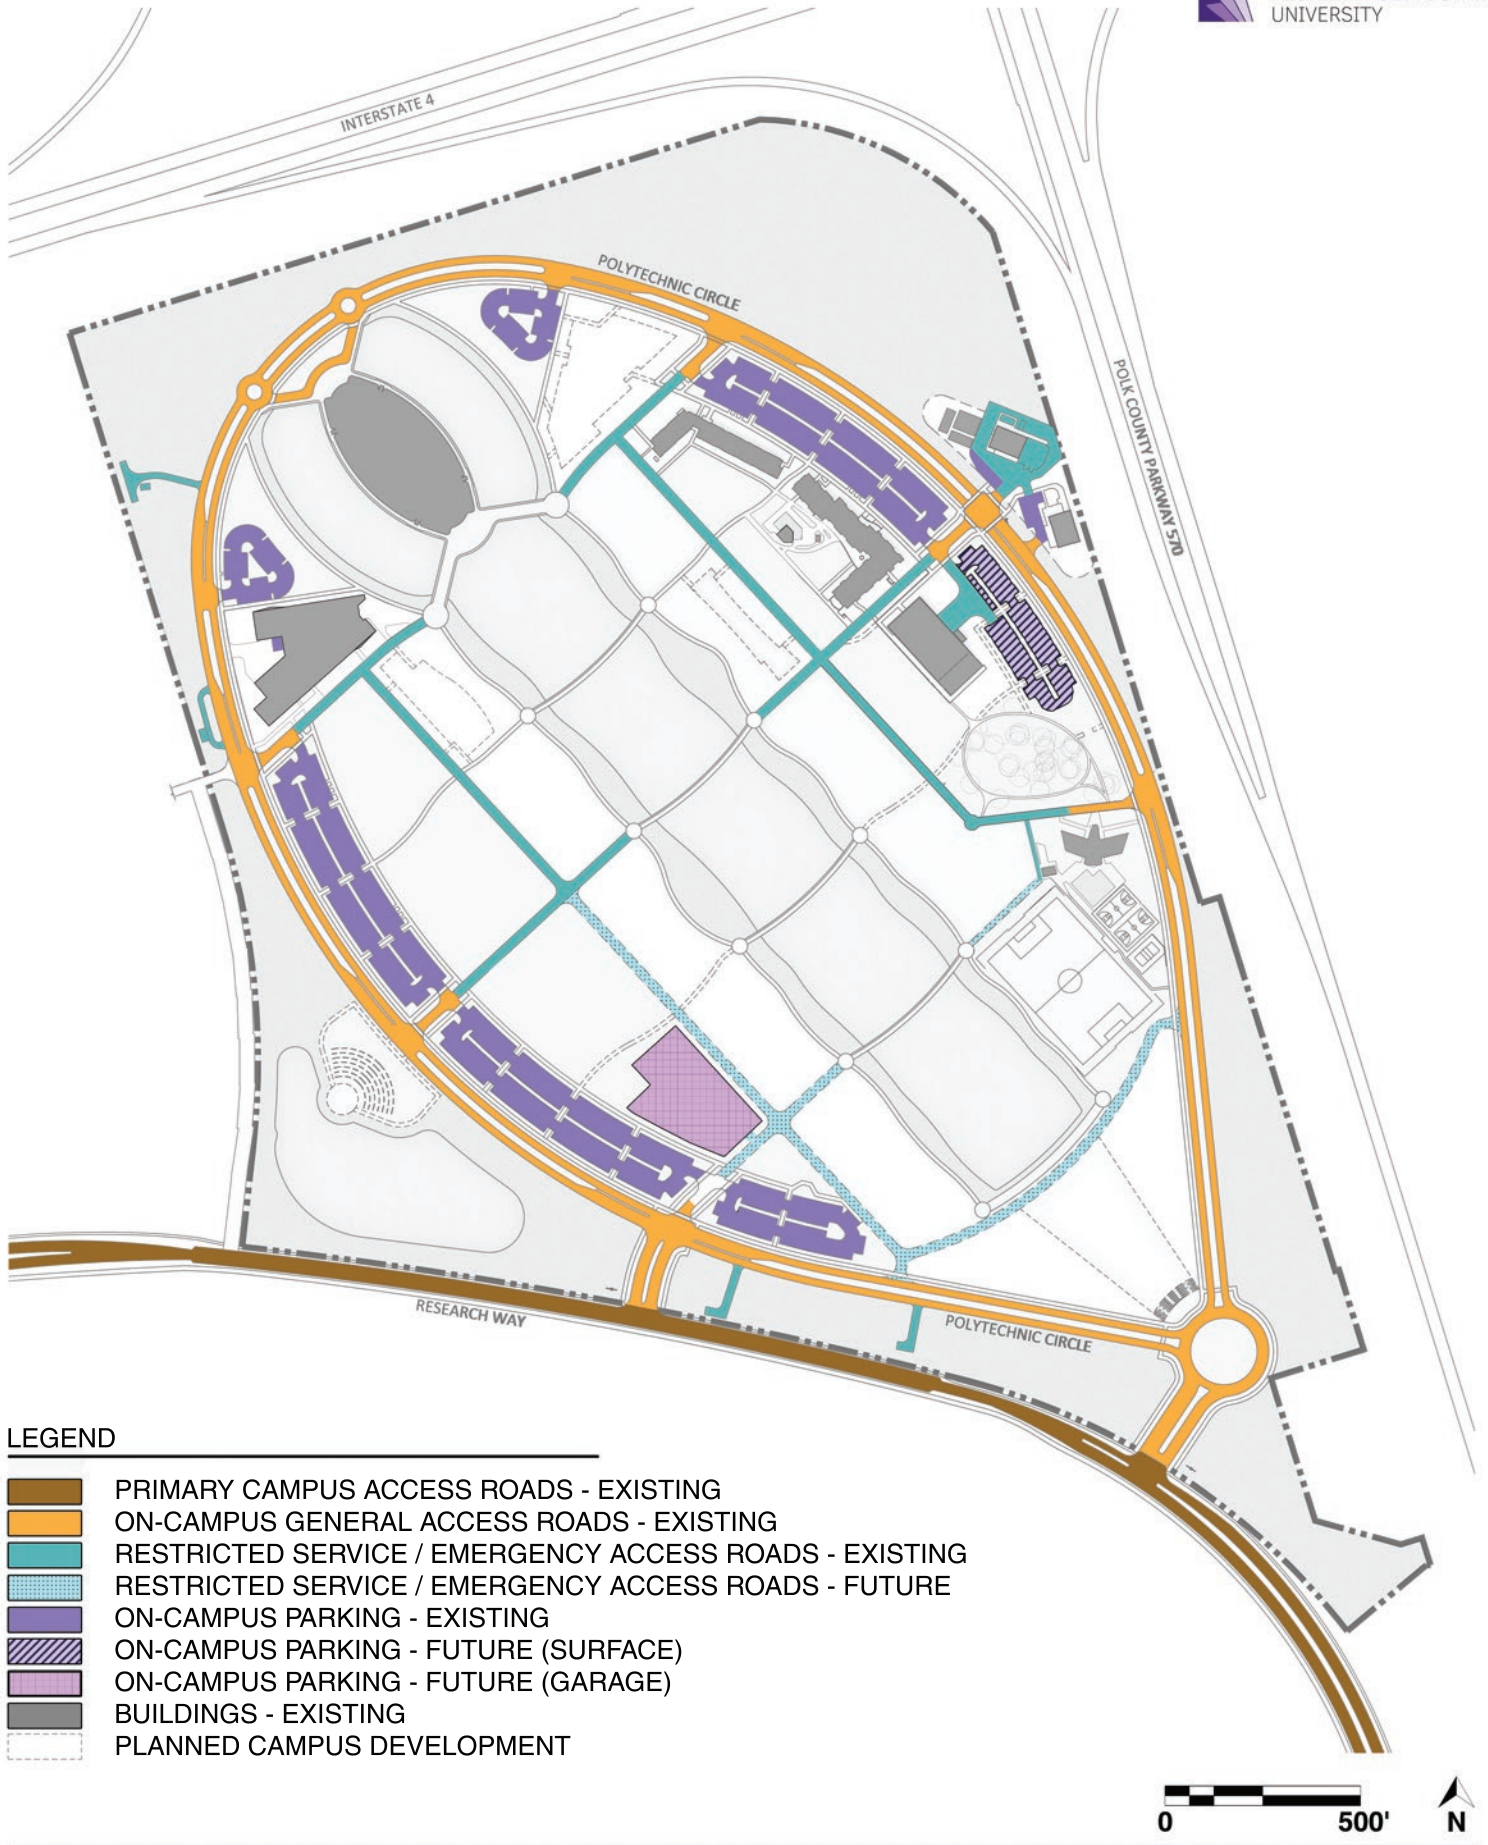 UNIVERSITY
INTERSTATE 4
POLYTECHNIC CIRCLE
POLK COUNTY PARKWAY 570
RESEARCH WAY
POLYTECHNIC CIRCLE
LEGEND
PRIMARY CAMPUS ACCESS ROADS - EXISTING
ON-CAMPUS GENERAL ACCESS ROADS - EXISTING
RESTRICTED SERVICE / EMERGENCY ACCESS ROADS - EXISTING
RESTRICTED SERVICE / EMERGENCY ACCESS ROADS - FUTURE
ON-CAMPUS PARKING - EXISTING
ON-CAMPUS PARKING - FUTURE (SURFACE)
ON-CAMPUS PARKING - FUTURE (GARAGE)
BUILDINGS - EXISTING
PLANNED CAMPUS DEVELOPMENT
0 500' N